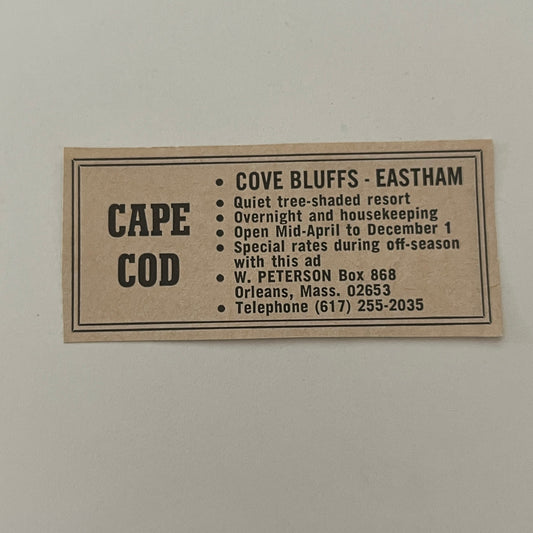 CAPE
COD
• COVE BLUFFS - EASTHAM
• Quiet tree-shaded resort
• Overnight and housekeeping
• Open Mid-April to December 1
• Special rates during off-season
with this ad
• W. PETERSON Box 868
Orleans, Mass. 02653
• Telephone (617) 255-2035